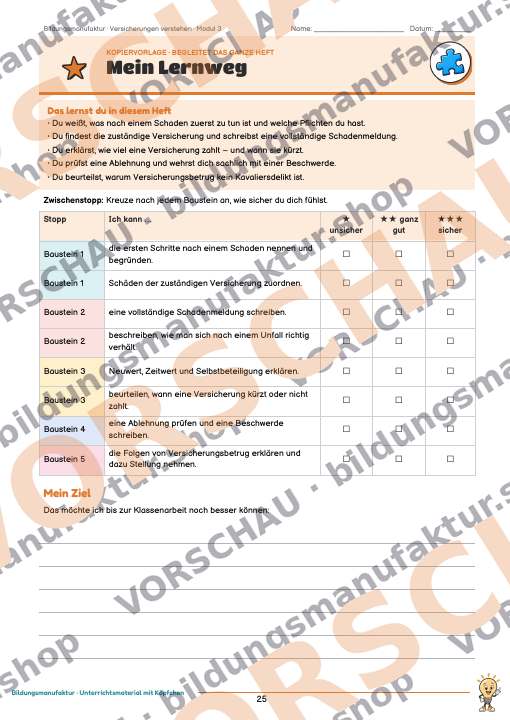 Bildungsmanufaktur · Versicherungen verstehen · Modul 3 Name: Datum:
KOPIERVORLAGE · BEGLEITET DAS GANZE HEFT
Mein Lernweg
Das lernst du in diesem Heft
· Du weißt, was nach einem Schaden zuerst zu tun ist und welche Pflichten du hast.
· Du findest die zuständige Versicherung und schreibst eine vollständige Schadenmeldung.
· Du erklärst, wie viel eine Versicherung zahlt – und wann sie kürzt.
· Du prüfst eine Ablehnung und wehrst dich sachlich mit einer Beschwerde.
· Du beurteilst, warum Versicherungsbetrug kein Kavaliersdelikt ist.
Zwischenstopp: Kreuze nach jedem Baustein an, wie sicher du dich fühlst.
Stopp Ich kann … ★ unsicher ★★ ganz gut ★★★ sicher
Baustein 1 die ersten Schritte nach einem Schaden nennen und
begründen. ☐ ☐ ☐
Baustein 1 Schäden der zuständigen Versicherung zuordnen. ☐ ☐ ☐
Baustein 2 eine vollständige Schadenmeldung schreiben. ☐ ☐ ☐
Baustein 2 beschreiben, wie man sich nach einem Unfall richtig
verhält. ☐ ☐ ☐
Baustein 3 Neuwert, Zeitwert und Selbstbeteiligung erklären. ☐ ☐ ☐
Baustein 3 beurteilen, wann eine Versicherung kürzt oder nicht
zahlt. ☐ ☐ ☐
Baustein 4 eine Ablehnung prüfen und eine Beschwerde
schreiben. ☐ ☐ ☐
Baustein 5 die Folgen von Versicherungsbetrug erklären und
dazu Stellung nehmen. ☐ ☐ ☐
Mein Ziel
Das möchte ich bis zur Klassenarbeit noch besser können:
Bildungsmanufaktur · Unterrichtsmaterial mit Köpfchen
25
VORSCHAU · bildungsmanufaktur.shop